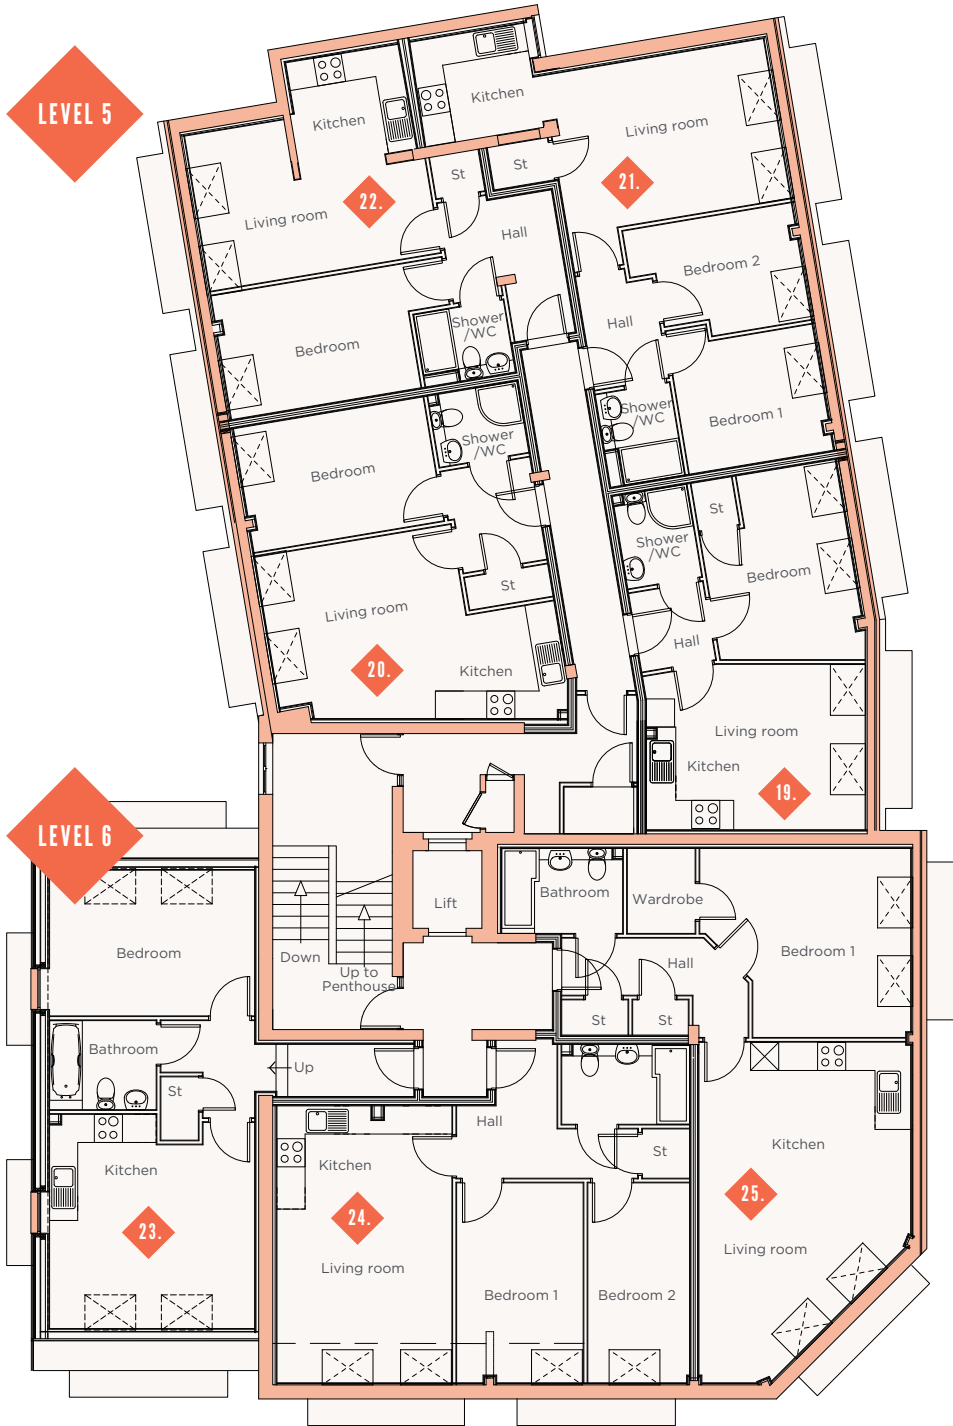 LEVEL 5
Kitchen
Kitchen
Living room
St
St
22.
21.
Living room
Hall
Bedroom 2
Shower
/WC
Hall
Bedroom
Shower
/WC
Bedroom 1
Bedroom
Shower
/WC
St
Shower
/WC
Bedroom
St
Living room
Hall
20.
Kitchen
Living room
Kitchen
19.
LEVEL 6
Lift
Bathroom
Wardrobe
Bedroom
Down
Up to
Penthouse
Hall
Bedroom 1
St
St
Bathroom
Up
St
Hall
Kitchen
Kitchen
St
Kitchen
23.
24.
25.
Living room
Living room
Bedroom 1
Bedroom 2